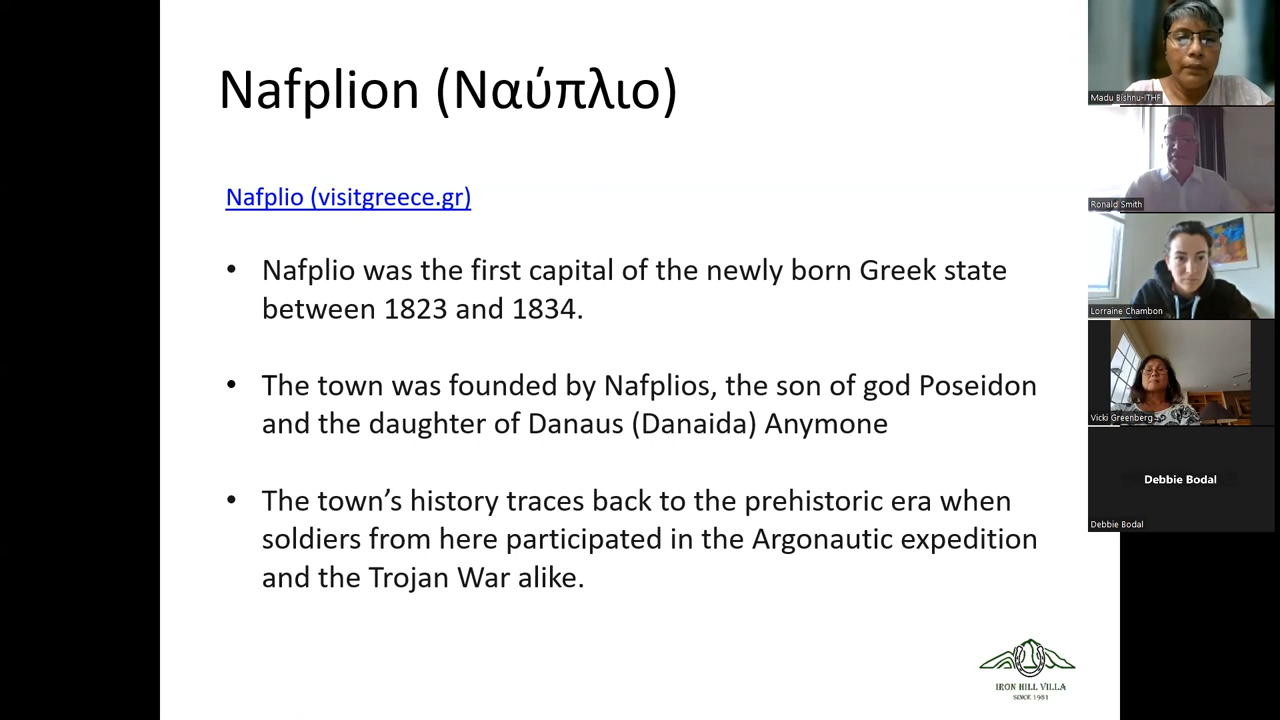 Nafplion (Ναύπλιο)
Nafplio (visitgreece.gr)
• Nafplio was the first capital of the newly born Greek state
between 1823 and 1834.
• The town was founded by Nafplios, the son of god Poseidon
and the daughter of Danaus (Danaida) Anymone
• The town’s history traces back to the prehistoric era when
soldiers from here participated in the Argonautic expedition
and the Trojan War alike.
IRON HILL VILLA
SINCE 1981
Madu Bishnu-ITHF
Ronald Smith
Lorraine Chambon
Vicki Greenberg
Debbie Bodal
Debbie Bodal